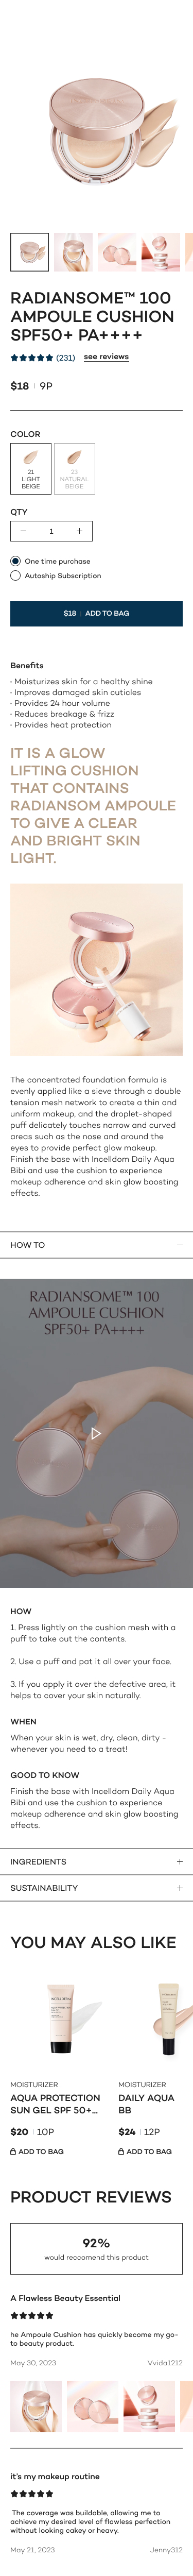 RADIANSOME™ 100
AMPOULE CUSHION
SPF50+ PA++++
(231) see reviews
$18 | 9P
COLOR
21
LIGHT
BEIGE
23
NATURAL
BEIGE
QTY
— 1 +
One time purchase
Autoship Subscription
$18 | ADD TO BAG
Benefits
· Moisturizes skin for a healthy shine
· Improves damaged skin cuticles
· Provides 24 hour volume
· Reduces breakage & frizz
· Provides heat protection
IT IS A GLOW
LIFTING CUSHION
THAT CONTAINS
RADIANSOM AMPOULE
TO GIVE A CLEAR
AND BRIGHT SKIN
LIGHT.
The concentrated foundation formula is
evenly applied like a sieve through a double
tension mesh network to create a thin and
uniform makeup, and the droplet-shaped
puff delicately touches narrow and curved
areas such as the nose and around the
eyes to provide perfect glow makeup.
Finish the base with Incelldom Daily Aqua
Bibi and use the cushion to experience
makeup adherence and skin glow boosting
effects.
HOW TO —
RADIANSOME™ 100
AMPOULE CUSHION
SPF50+ PA++++
HOW
1. Press lightly on the cushion mesh with a
puff to take out the contents.
2. Use a puff and pat it all over your face.
3. If you apply it over the defective area, it
helps to cover your skin naturally.
WHEN
When your skin is wet, dry, clean, dirty -
whenever you need to a treat!
GOOD TO KNOW
Finish the base with Incelldom Daily Aqua
Bibi and use the cushion to experience
makeup adherence and skin glow boosting
effects.
INGREDIENTS +
SUSTAINABILITY +
YOU MAY ALSO LIKE
MOISTURIZER
AQUA PROTECTION
SUN GEL SPF 50+...
$20 | 10P
ADD TO BAG
MOISTURIZER
DAILY AQUA
BB
$24 | 12P
ADD TO BAG
PRODUCT REVIEWS
92%
would reccomend this product
A Flawless Beauty Essential
he Ampoule Cushion has quickly become my go-
to beauty product.
May 30, 2023 Vvida1212
it's my makeup routine
The coverage was buildable, allowing me to
achieve my desired level of flawless perfection
without looking cakey or heavy.
May 21, 2023 Jenny312